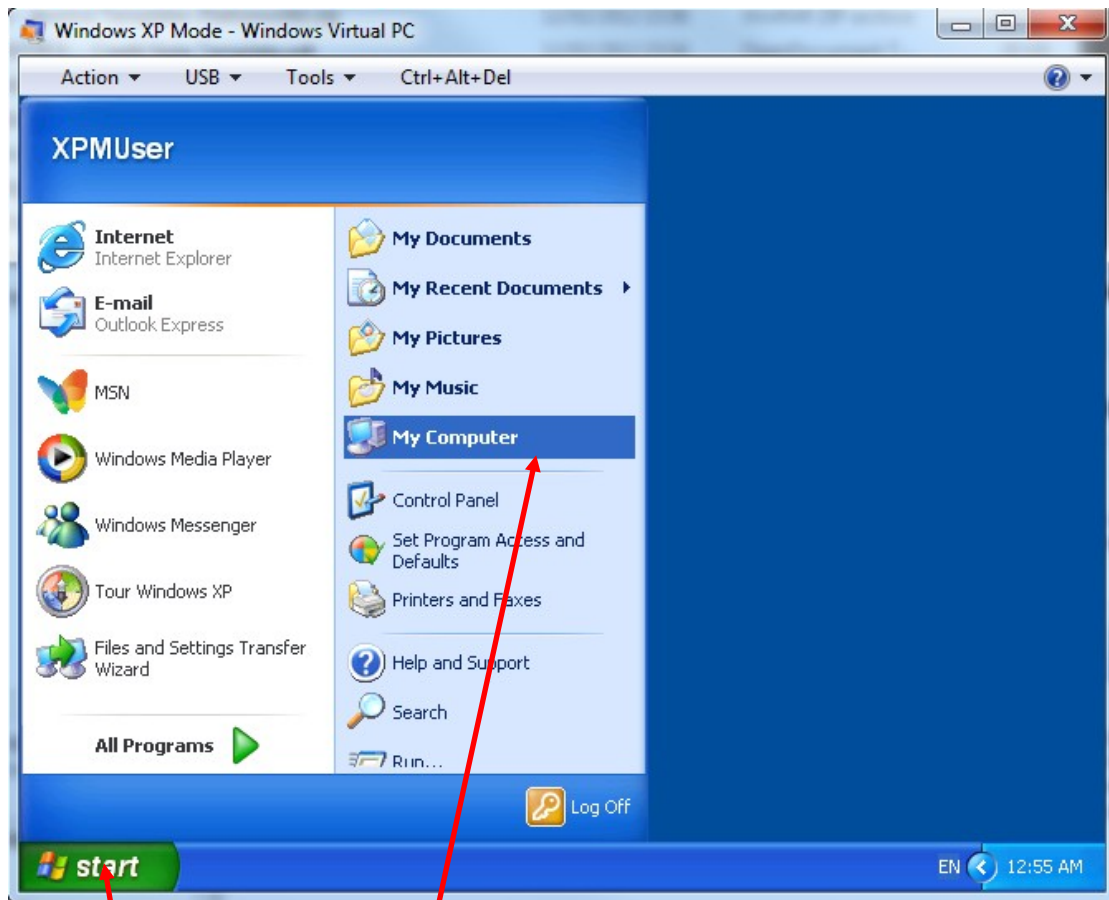 Windows XP Mode - Windows Virtual PC
Action USB Tools Ctrl+Alt+Del
XPMUser
Internet
Internet Explorer
E-mail
Outlook Express
MSN
Windows Media Player
Windows Messenger
Tour Windows XP
Files and Settings Transfer
Wizard
All Programs
My Documents
My Recent Documents
My Pictures
My Music
My Computer
Control Panel
Set Program Access and
Defaults
Printers and Faxes
Help and Support
Search
Run...
Log Off
start
EN 12:55 AM